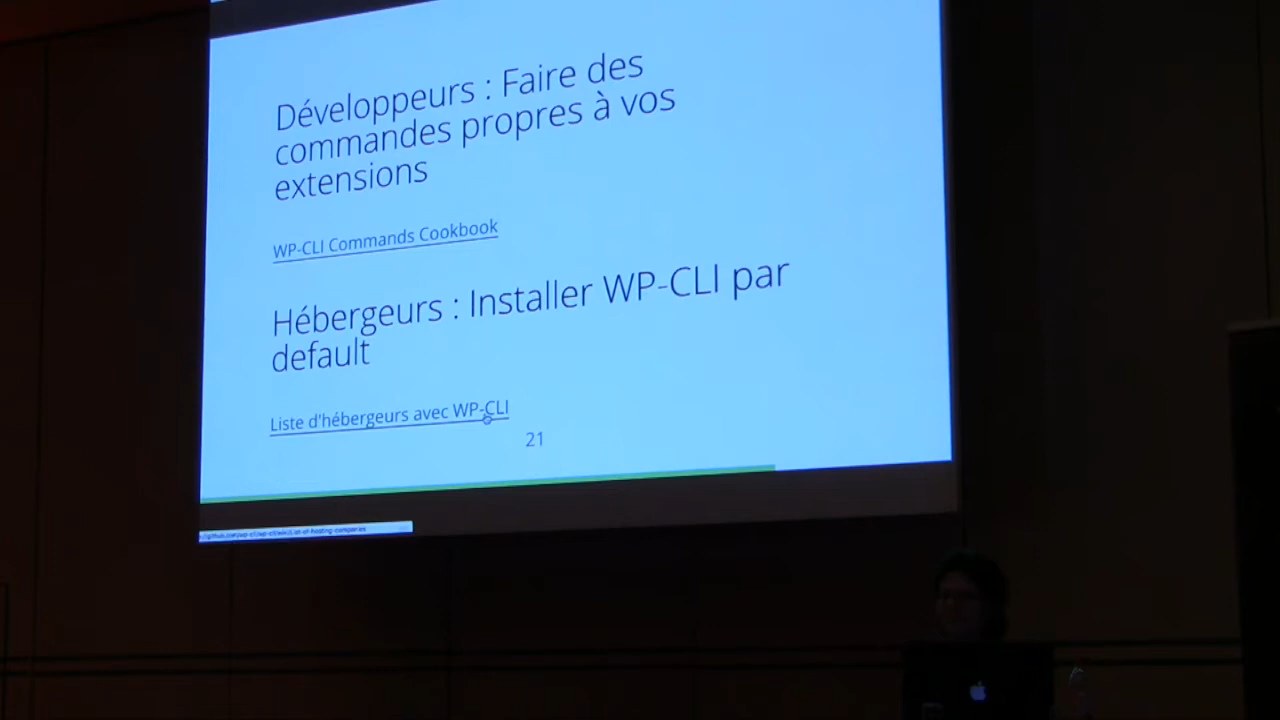 Développeurs : Faire des
commandes propres à vos
extensions
WP-CLI Commands Cookbook
Hébergeurs : Installer WP-CLI par
default
Liste d'hébergeurs avec WP-CLI
21